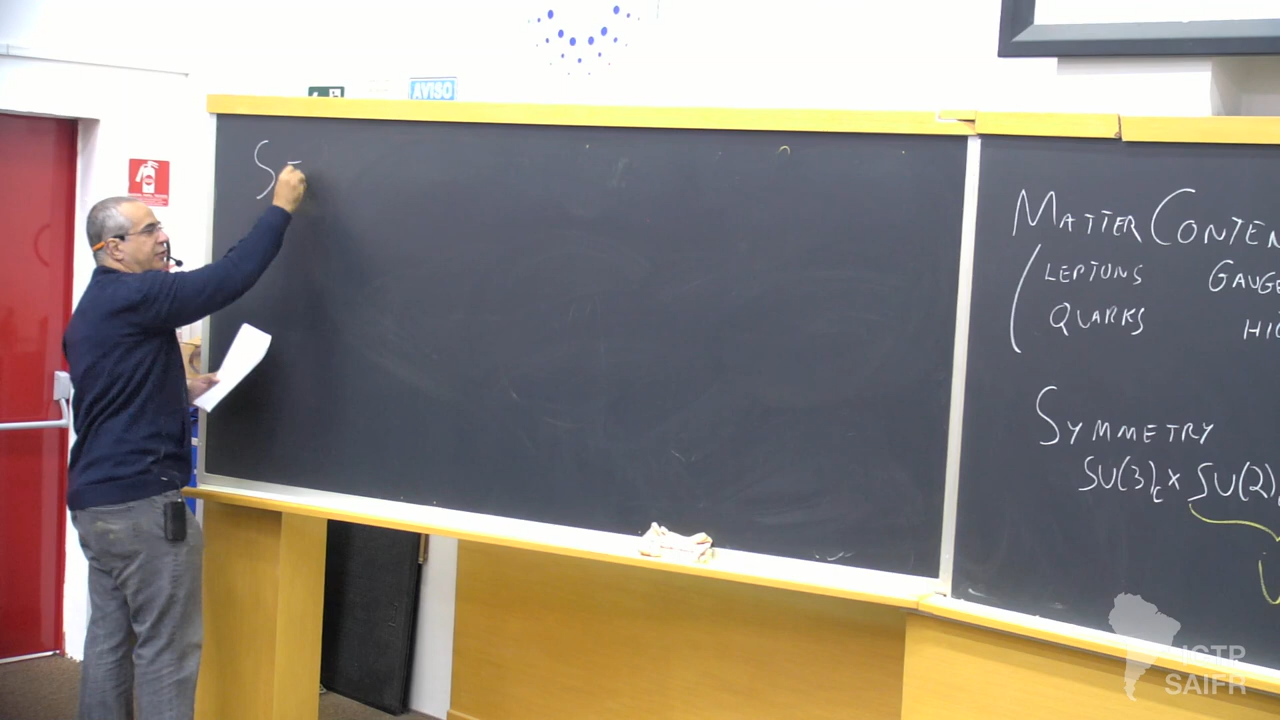 AVISO
S
MATTER CONTEN
LEPTONS GAUGE
QUARKS HIG
SYMMETRY
SU(3)c x SU(2)
ICTP
SAIFR